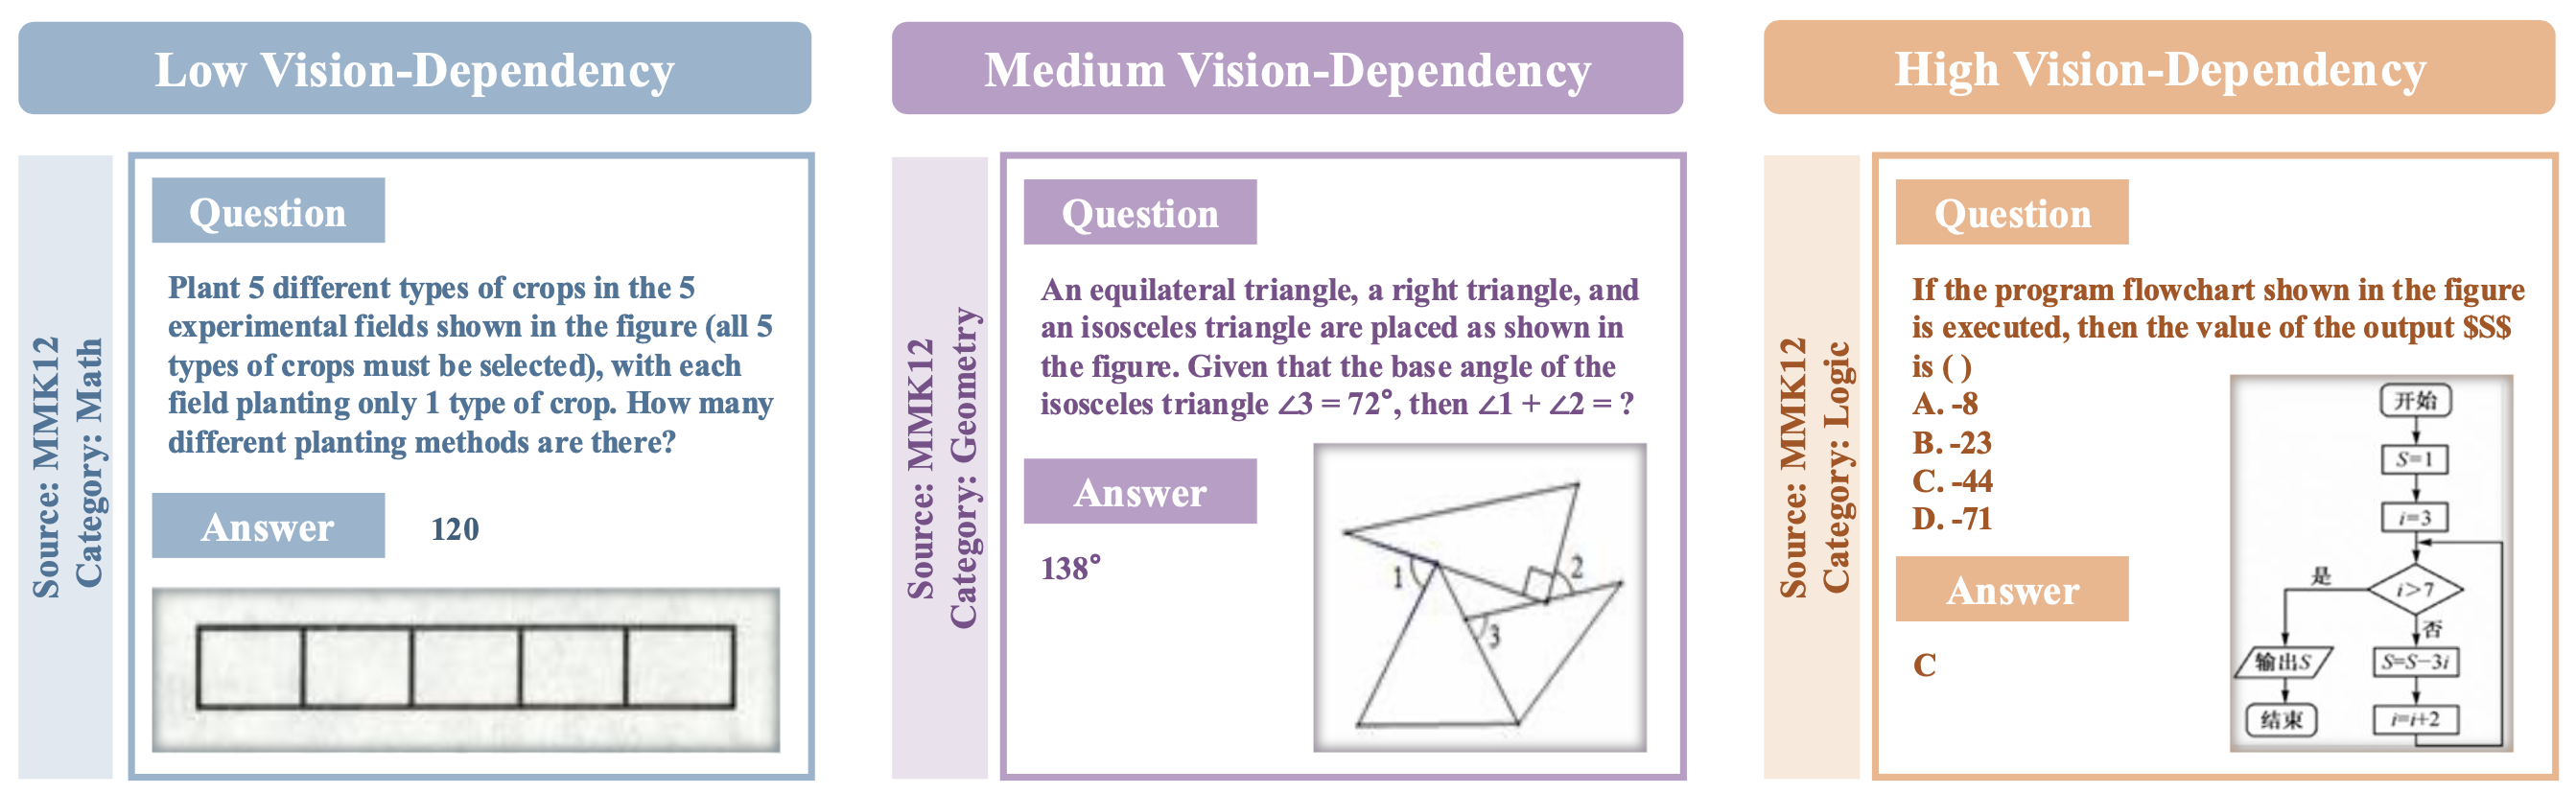 Low Vision-Dependency
Source: MMK12
Category: Math
Question
Plant 5 different types of crops in the 5
experimental fields shown in the figure (all 5
types of crops must be selected), with each
field planting only 1 type of crop. How many
different planting methods are there?
Answer
120
Medium Vision-Dependency
Source: MMK12
Category: Geometry
Question
An equilateral triangle, a right triangle, and
an isosceles triangle are placed as shown in
the figure. Given that the base angle of the
isosceles triangle ∠3 = 72°, then ∠1 + ∠2 = ?
Answer
138°
1
2
3
High Vision-Dependency
Source: MMK12
Category: Logic
Question
If the program flowchart shown in the figure
is executed, then the value of the output $S$
is ( )
A. -8
B. -23
C. -44
D. -71
Answer
C
开始
S=1
i=3
i>7
是
否
输出S
S=S-3i
结束
i=i+2